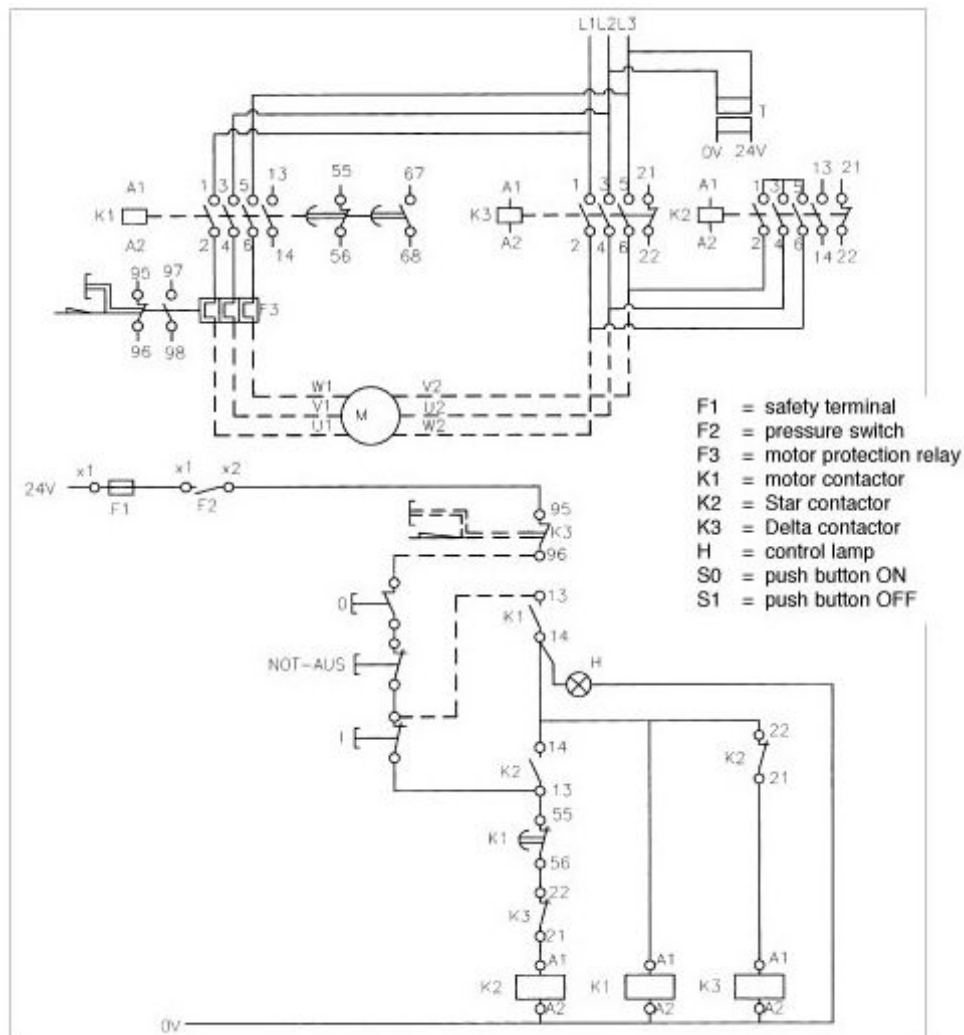 L1 L2 L3
T
0V 24V
A1
K1
A2
1 3 5 13
2 4 6 14
55
56
67
68
A1
K3
A2
1 3 5 21
2 4 6 22
A1
K2
A2
1 3 5 13 21
2 4 6 14 22
95 97
96 98
F3
W1
V1
U1
M
V2
U2
W2
F1 = safety terminal
F2 = pressure switch
F3 = motor protection relay
K1 = motor contactor
K2 = Star contactor
K3 = Delta contactor
H = control lamp
S0 = push button ON
S1 = push button OFF
24V
x1
F1
x1 x2
F2
95
K3
96
0
NOT-AUS
I
13
K1
14
H
14
K2
13
22
K2
21
55
K1
56
22
K3
21
A1
K2
A2
A1
K1
A2
A1
K3
A2
0V